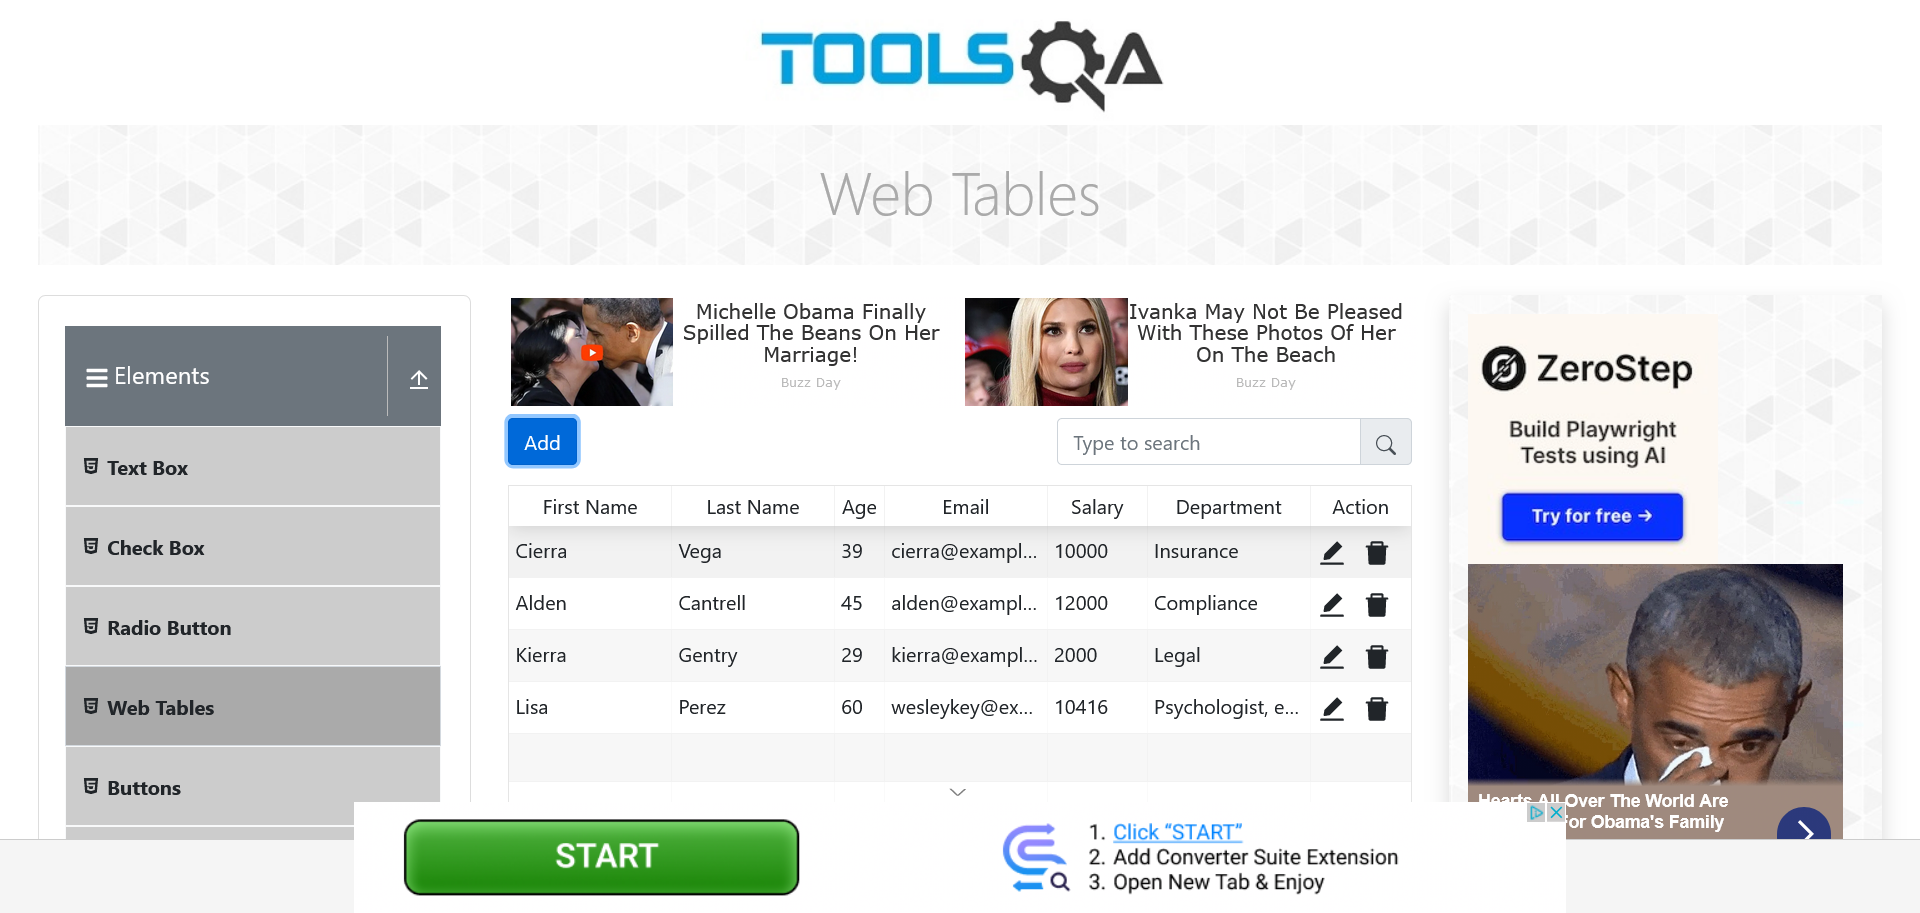 TOOLSQA
Web Tables
Elements
Text Box
Check Box
Radio Button
Web Tables
Buttons
Michelle Obama Finally
Spilled The Beans On Her
Marriage!
Buzz Day
Ivanka May Not Be Pleased
With These Photos Of Her
On The Beach
Buzz Day
Add
Type to search
First Name Last Name Age Email Salary Department Action
Cierra Vega 39 cierra@exampl... 10000 Insurance
Alden Cantrell 45 alden@exampl... 12000 Compliance
Kierra Gentry 29 kierra@exampl... 2000 Legal
Lisa Perez 60 wesleykey@ex... 10416 Psychologist, e...
ZeroStep
Build Playwright
Tests using AI
Try for free →
Hearts All Over The World Are
For Obama's Family
START
1. Click “START”
2. Add Converter Suite Extension
3. Open New Tab & Enjoy